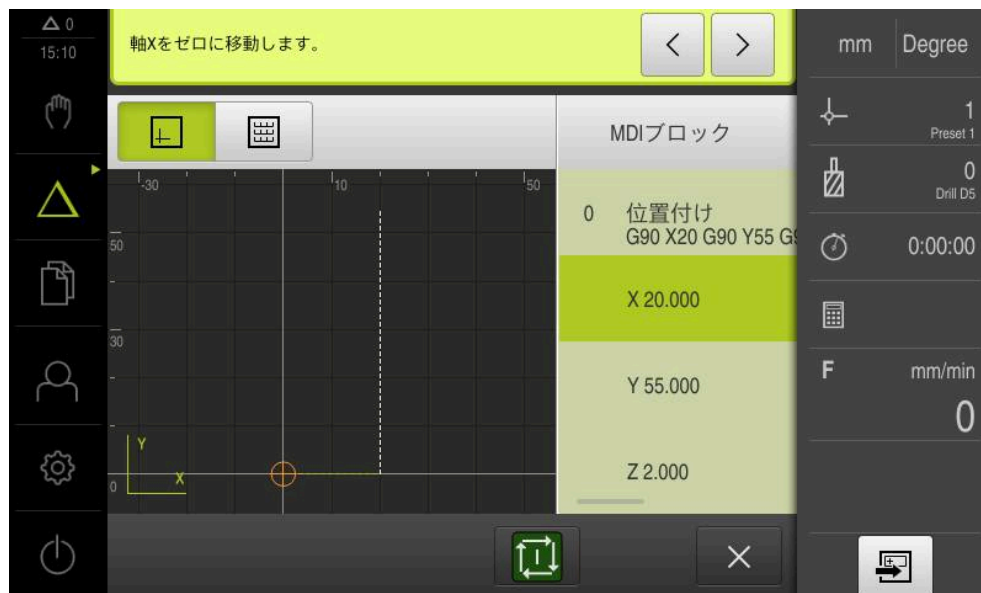 0
15:10
軸Xをゼロに移動します。
mm
Degree
1
Preset 1
0
Drill D5
0:00:00
F
mm/min
0
MDIブロック
0 位置付け
G90 X20 G90 Y55 G9
X 20.000
Y 55.000
Z 2.000
-30
10
50
50
30
0
Y
X